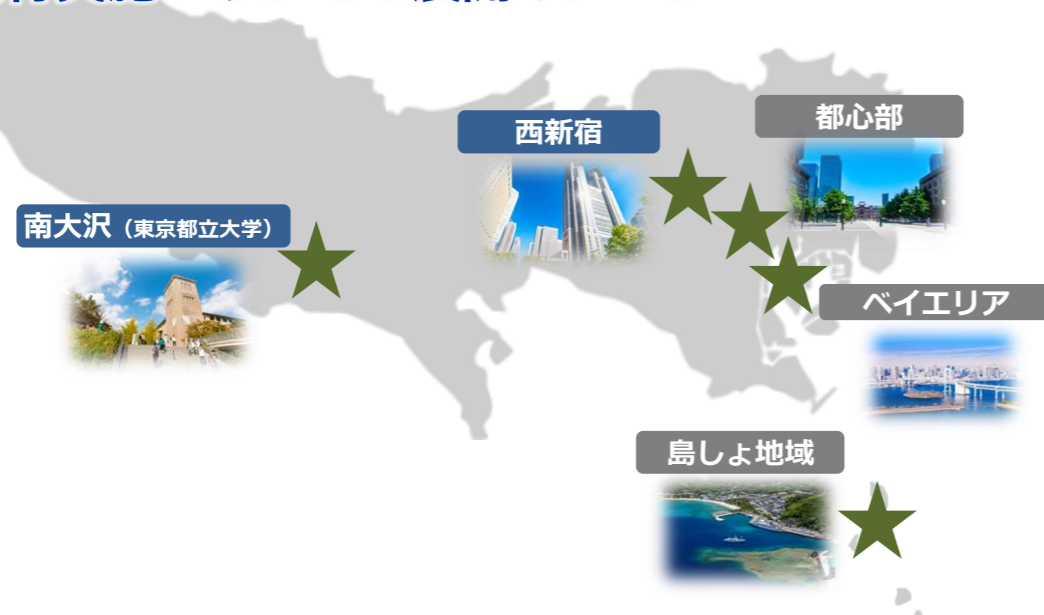 西新宿
都心部
南大沢（東京都立大学）
ベイエリア
島しょ地域